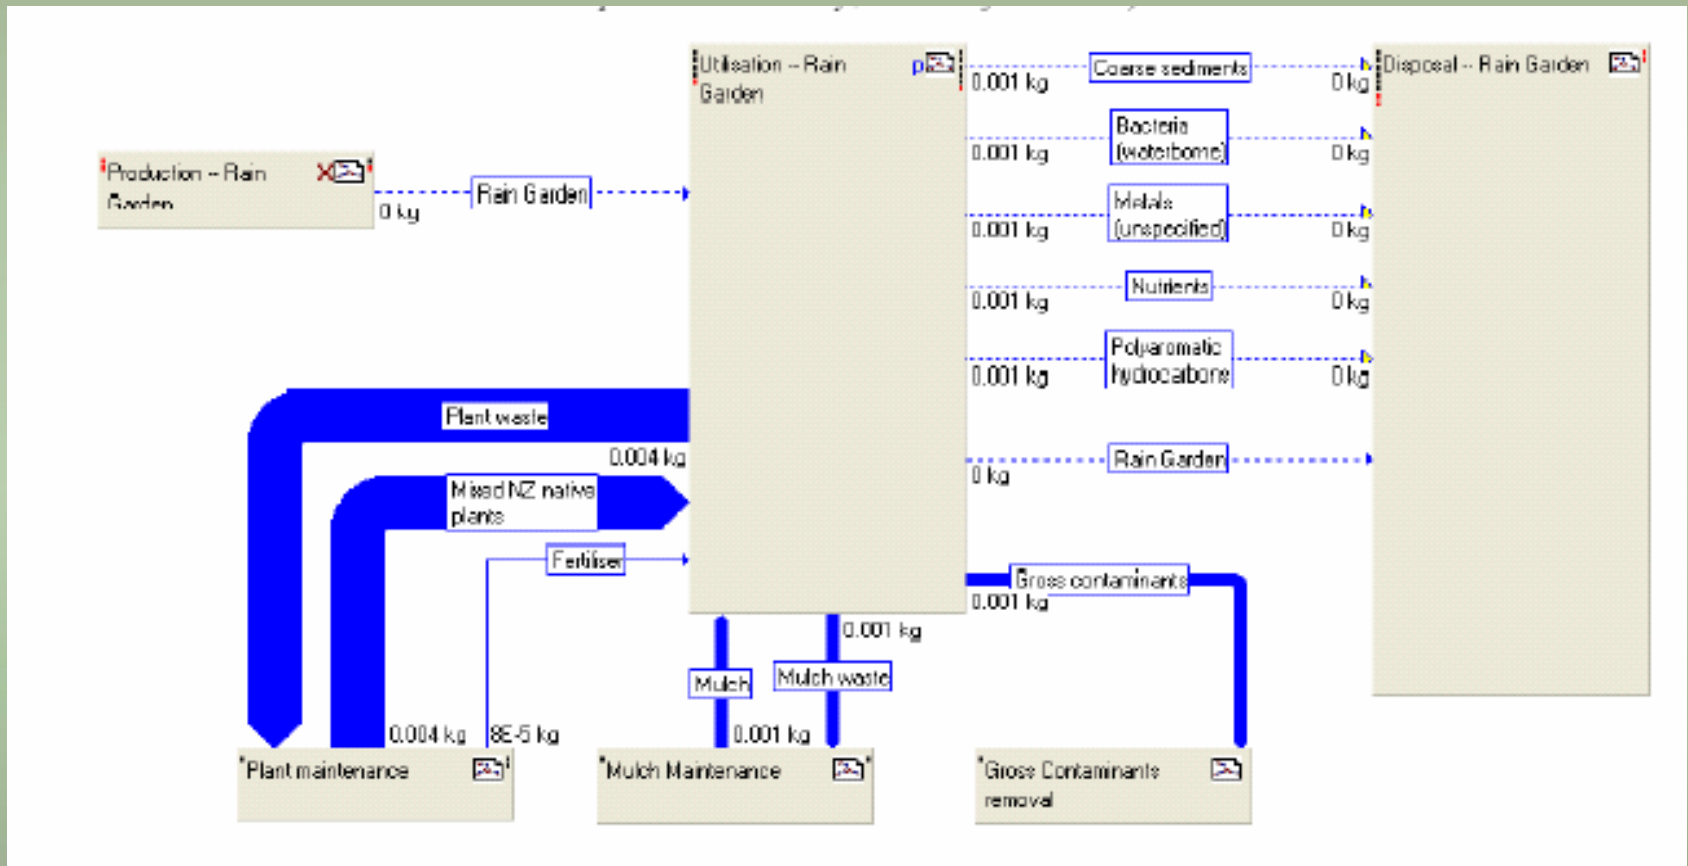 Utilisation -- Rain
Garden
p
0.001 kg
Coarse sediments
0 kg
Disposal -- Rain Garden
Bacteria
(waterborne)
0.001 kg
0 kg
Production -- Rain
Garden
X
0 kg
Rain Garden
Metals
(unspecified)
0.001 kg
0 kg
Nutrients
0.001 kg
0 kg
Polyaromatic
hydrocarbons
0.001 kg
0 kg
Plant waste
0.004 kg
Rain Garden
0 kg
Mixed NZ native
plants
Fertiliser
Gross contaminants
0.001 kg
0.001 kg
Mulch
Mulch waste
0.004 kg
8E-5 kg
0.001 kg
Plant maintenance
Mulch Maintenance
Gross Contaminants
removal